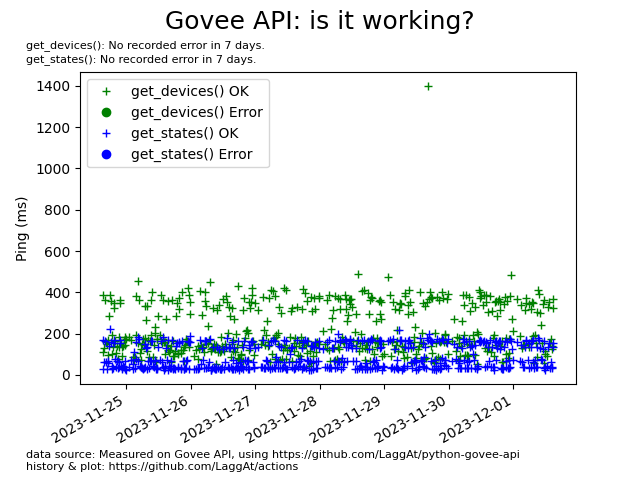 Govee API: is it working?
get_devices(): No recorded error in 7 days.
get_states(): No recorded error in 7 days.
get_devices() OK
get_devices() Error
get_states() OK
get_states() Error
Ping (ms)
1400
1200
1000
800
600
400
200
0
2023-11-25
2023-11-26
2023-11-27
2023-11-28
2023-11-29
2023-11-30
2023-12-01
data source: Measured on Govee API, using https://github.com/LaggAt/python-govee-api
history & plot: https://github.com/LaggAt/actions